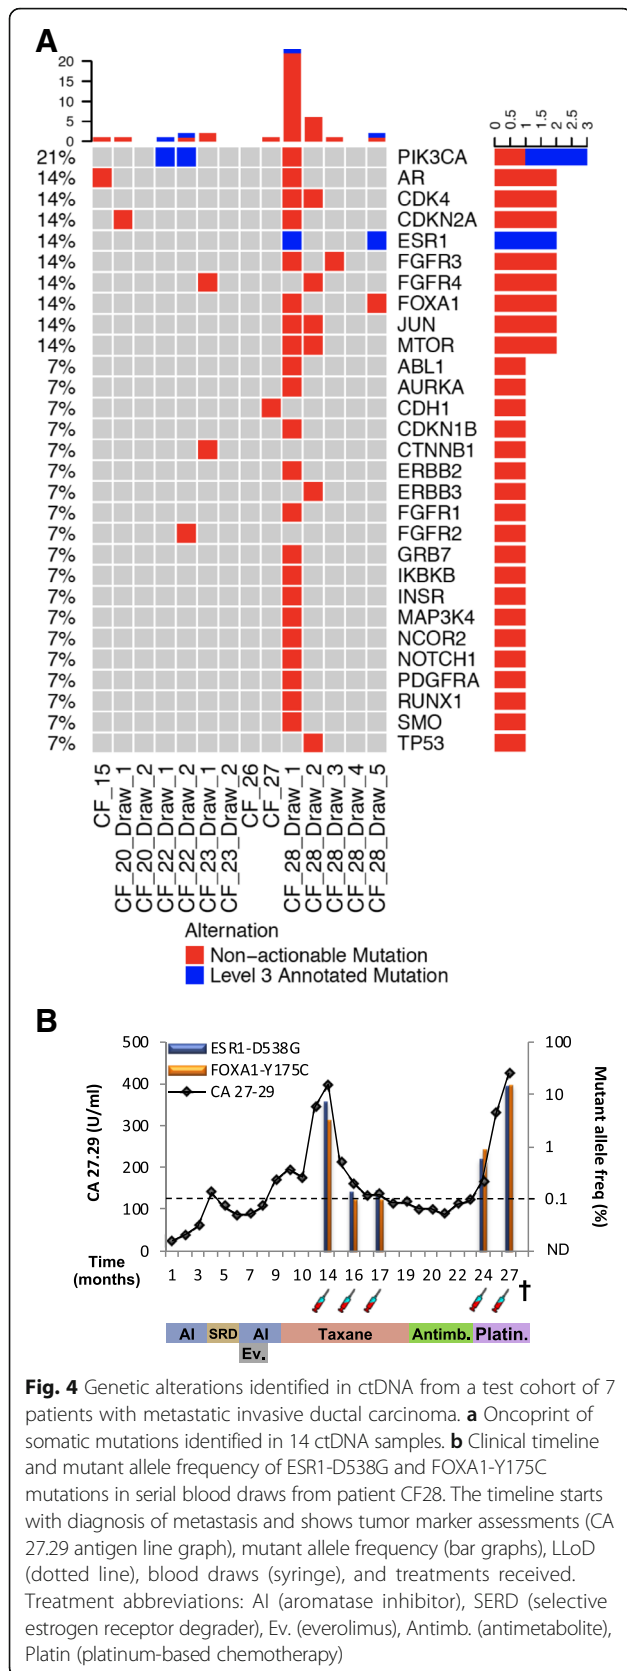 A
20
15
10
5
0
0
0.5
1
1.5
2
2.5
3
21% PIK3CA
14% AR
14% CDK4
14% CDKN2A
14% ESR1
14% FGFR3
14% FGFR4
14% FOXA1
14% JUN
14% MTOR
7% ABL1
7% AURKA
7% CDH1
7% CDKN1B
7% CTNNB1
7% ERBB2
7% ERBB3
7% FGFR1
7% FGFR2
7% GRB7
7% IKBKB
7% INSR
7% MAP3K4
7% NCOR2
7% NOTCH1
7% PDGFRA
7% RUNX1
7% SMO
7% TP53
CF_15
CF_20_Draw_1
CF_20_Draw_2
CF_22_Draw_1
CF_22_Draw_2
CF_23_Draw_1
CF_23_Draw_2
CF_26
CF_27
CF_28_Draw_1
CF_28_Draw_2
CF_28_Draw_3
CF_28_Draw_4
CF_28_Draw_5
Alternation
Non-actionable Mutation
Level 3 Annotated Mutation
B
ESR1-D538G
FOXA1-Y175C
CA 27-29
CA 27.29 (U/ml)
500
400
300
200
100
0
100
10
1
0.1
ND
Mutant allele freq (%)
Time
(months)
1 3 5 7 9 10 14 16 17 19 20 22 24 27
†
AI SRD AI Taxane Antimb. Platin.
Ev.
Fig. 4 Genetic alterations identified in ctDNA from a test cohort of 7
patients with metastatic invasive ductal carcinoma. a Oncoprint of
somatic mutations identified in 14 ctDNA samples. b Clinical timeline
and mutant allele frequency of ESR1-D538G and FOXA1-Y175C
mutations in serial blood draws from patient CF28. The timeline starts
with diagnosis of metastasis and shows tumor marker assessments (CA
27.29 antigen line graph), mutant allele frequency (bar graphs), LLoD
(dotted line), blood draws (syringe), and treatments received.
Treatment abbreviations: AI (aromatase inhibitor), SERD (selective
estrogen receptor degrader), Ev. (everolimus), Antimb. (antimetabolite),
Platin (platinum-based chemotherapy)